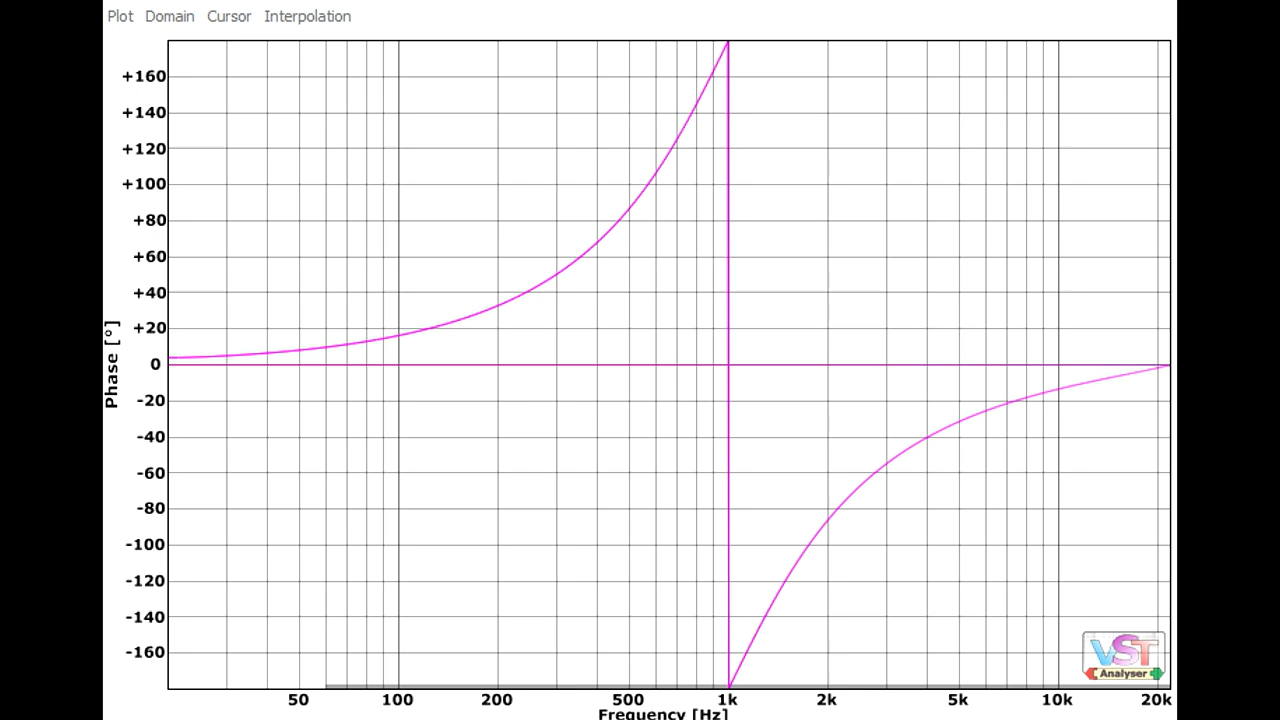 Plot Domain Cursor Interpolation
+160
+140
+120
+100
+80
+60
+40
+20
0
-20
-40
-60
-80
-100
-120
-140
-160
Phase [°]
50 100 200 500 1k 2k 5k 10k 20k
Frequency [Hz]
VST
Analyser